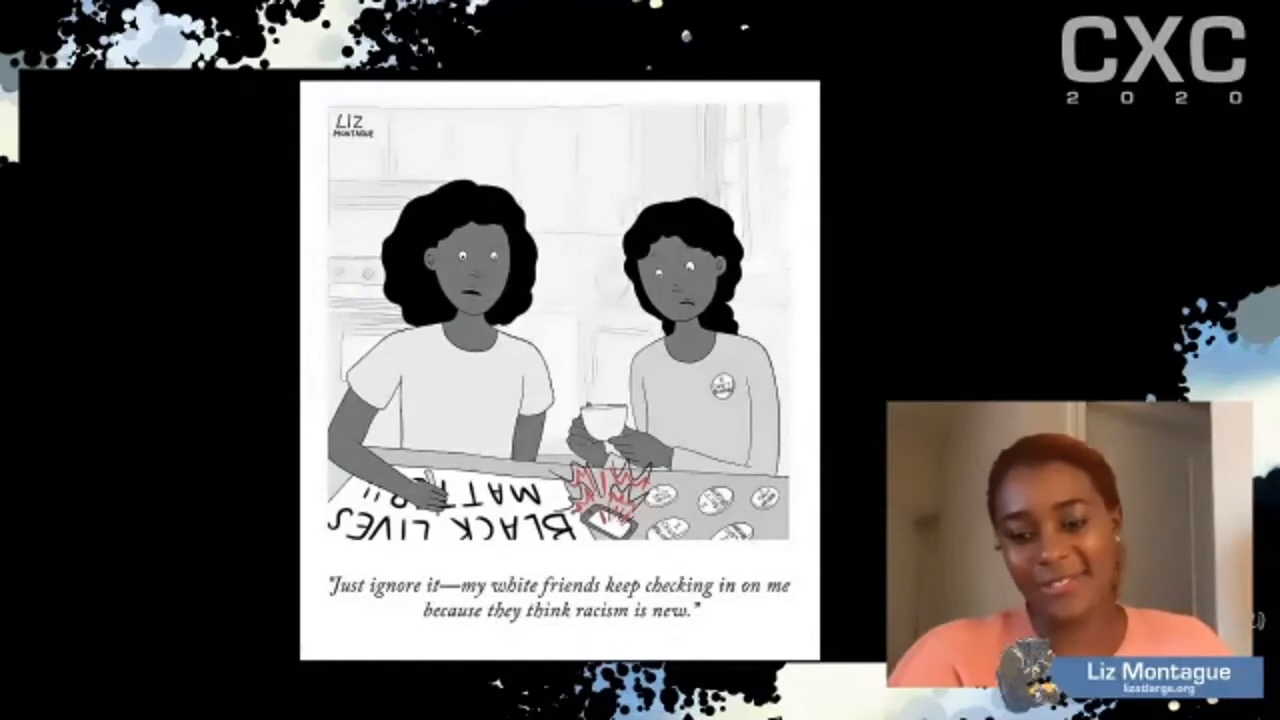 CXC
2020
LIZ
MONTAGUE
MATTER!!
BLACK LIVES
"Just ignore it—my white friends keep checking in on me
because they think racism is new."
Liz Montague
lizatlarge.org